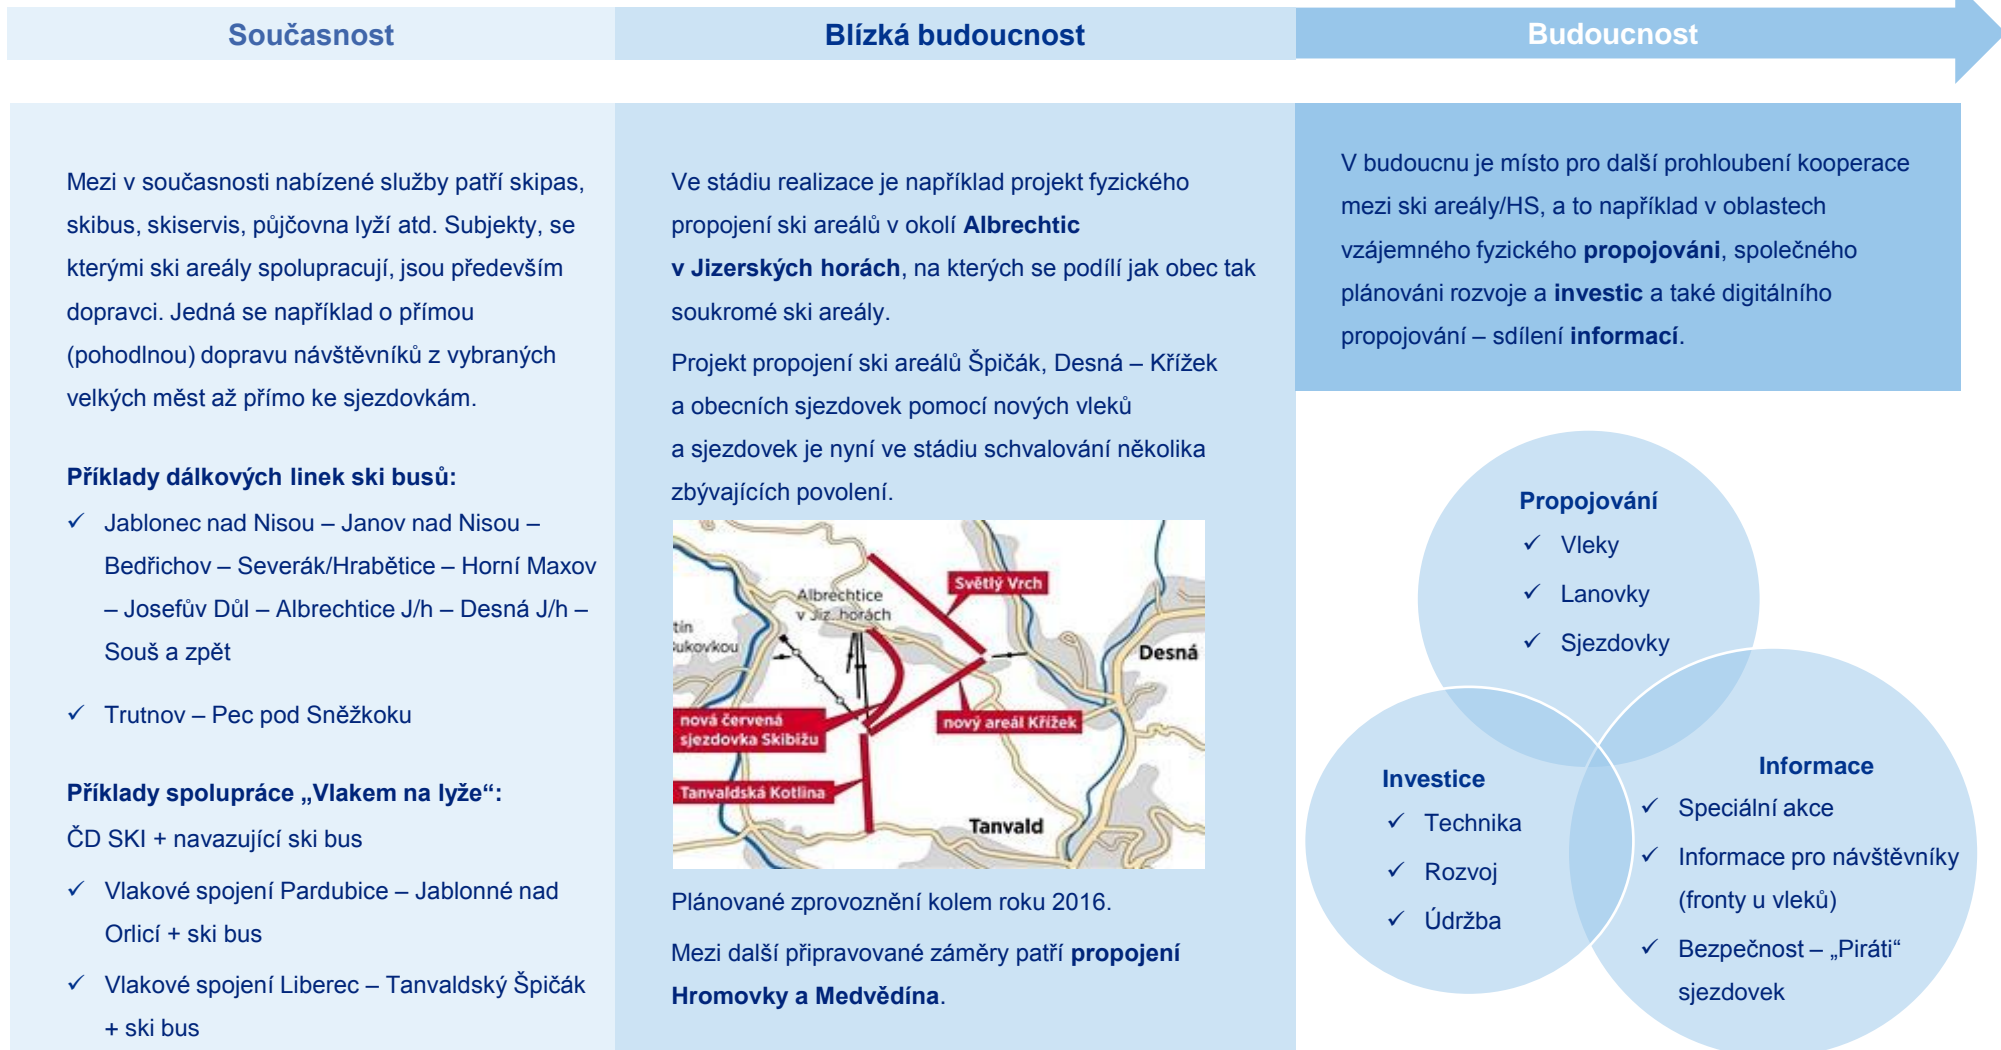 Současnost
Blízká budoucnost
Budoucnost
Mezi v současnosti nabízené služby patří skipas,
skibus, skiservis, půjčovna lyží atd. Subjekty, se
kterými ski areály spolupracují, jsou především
dopravci. Jedná se například o přímou
(pohodlnou) dopravu návštěvníků z vybraných
velkých měst až přímo ke sjezdovkám.
Příklady dálkových linek ski busů:
✓ Jablonec nad Nisou – Janov nad Nisou –
Bedřichov – Severák/Hrabětice – Horní Maxov
– Josefův Důl – Albrechtice J/h – Desná J/h –
Souš a zpět
✓ Trutnov – Pec pod Sněžkoku
Příklady spolupráce „Vlakem na lyže“:
ČD SKI + navazující ski bus
✓ Vlakové spojení Pardubice – Jablonné nad
Orlicí + ski bus
✓ Vlakové spojení Liberec – Tanvaldský Špičák
+ ski bus
Ve stádiu realizace je například projekt fyzického
propojení ski areálů v okolí Albrechtic
v Jizerských horách, na kterých se podílí jak obec tak
soukromé ski areály.
Projekt propojení ski areálů Špičák, Desná – Křížek
a obecních sjezdovek pomocí nových vleků
a sjezdovek je nyní ve stádiu schvalování několika
zbývajících povolení.
Světlý Vrch
Albrechtice
v Jiz. horách
tín
ukovkou
Desná
nová červená
sjezdovka Skibižu
nový areál Křížek
Tanvaldská Kotlina
Tanvald
Plánované zprovoznění kolem roku 2016.
Mezi další připravované záměry patří propojení
Hromovky a Medvědína.
V budoucnu je místo pro další prohloubení kooperace
mezi ski areály/HS, a to například v oblastech
vzájemného fyzického propojováni, společného
plánováni rozvoje a investic a také digitálního
propojování – sdílení informací.
Propojování
✓ Vleky
✓ Lanovky
✓ Sjezdovky
Investice
✓ Technika
✓ Rozvoj
✓ Údržba
Informace
✓ Speciální akce
✓ Informace pro návštěvníky
(fronty u vleků)
✓ Bezpečnost – „Piráti“
sjezdovek